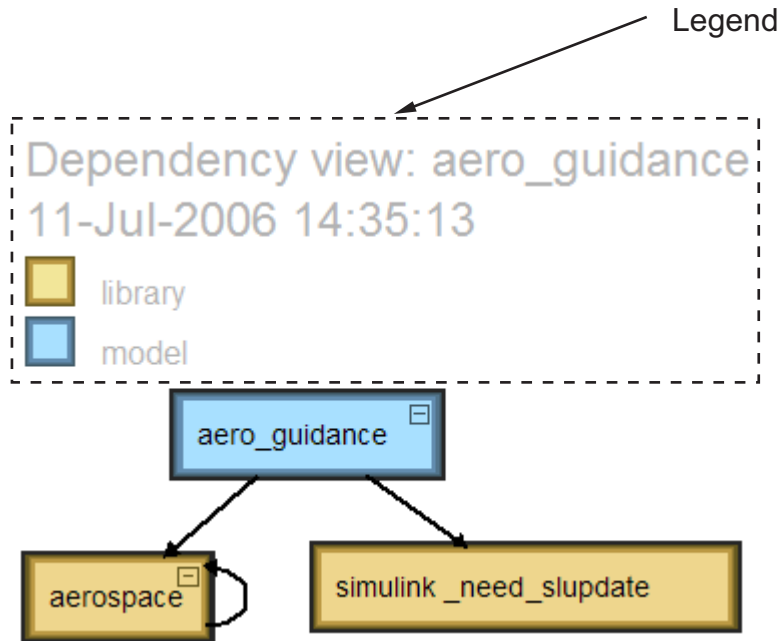 Legend
Dependency view: aero_guidance
11-Jul-2006 14:35:13
library
model
aero_guidance
aerospace
simulink _need_slupdate